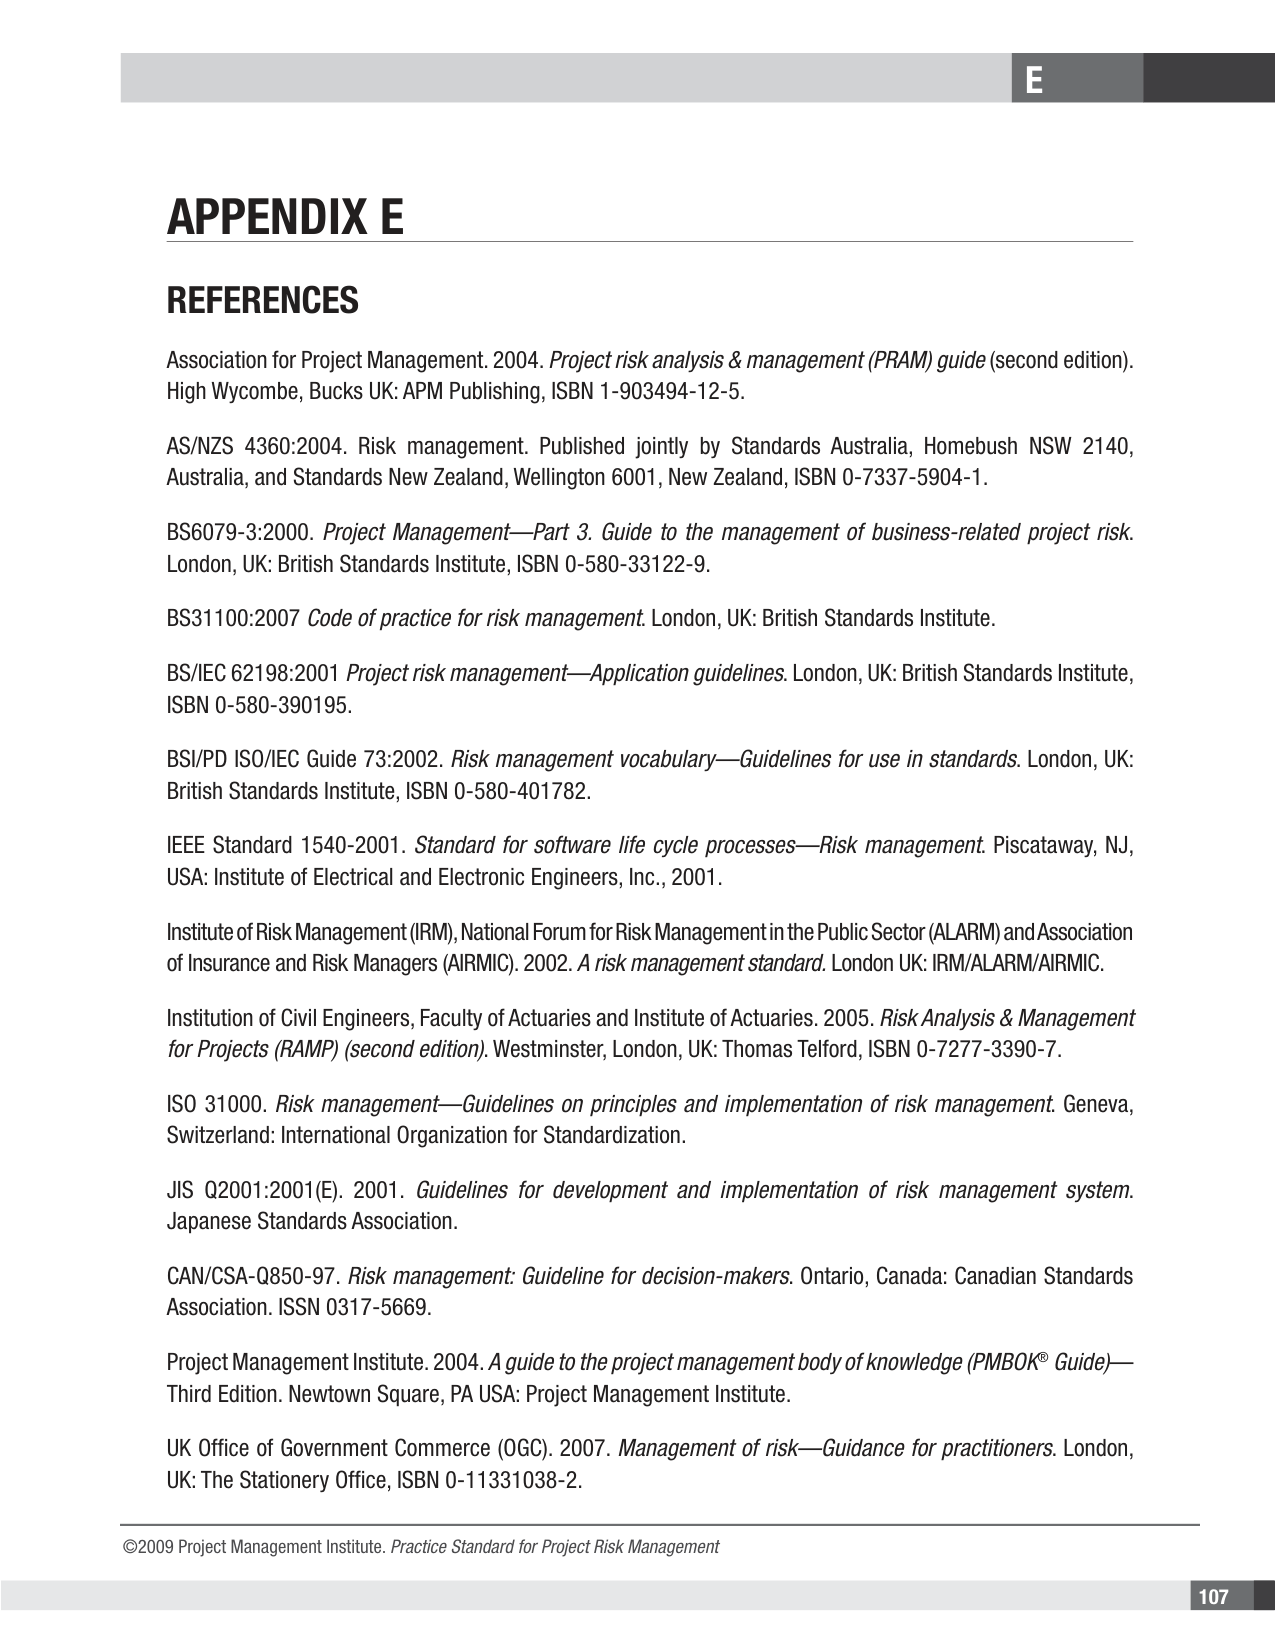 E
APPENDIX E
REFERENCES
Association for Project Management. 2004. Project risk analysis & management (PRAM) guide (second edition).
High Wycombe, Bucks UK: APM Publishing, ISBN 1-903494-12-5.
AS/NZS 4360:2004. Risk management. Published jointly by Standards Australia, Homebush NSW 2140,
Australia, and Standards New Zealand, Wellington 6001, New Zealand, ISBN 0-7337-5904-1.
BS6079-3:2000. Project Management—Part 3. Guide to the management of business-related project risk.
London, UK: British Standards Institute, ISBN 0-580-33122-9.
BS31100:2007 Code of practice for risk management. London, UK: British Standards Institute.
BS/IEC 62198:2001 Project risk management—Application guidelines. London, UK: British Standards Institute,
ISBN 0-580-390195.
BSI/PD ISO/IEC Guide 73:2002. Risk management vocabulary—Guidelines for use in standards. London, UK:
British Standards Institute, ISBN 0-580-401782.
IEEE Standard 1540-2001. Standard for software life cycle processes—Risk management. Piscataway, NJ,
USA: Institute of Electrical and Electronic Engineers, Inc., 2001.
Institute of Risk Management (IRM), National Forum for Risk Management in the Public Sector (ALARM) and Association
of Insurance and Risk Managers (AIRMIC). 2002. A risk management standard. London UK: IRM/ALARM/AIRMIC.
Institution of Civil Engineers, Faculty of Actuaries and Institute of Actuaries. 2005. Risk Analysis & Management
for Projects (RAMP) (second edition). Westminster, London, UK: Thomas Telford, ISBN 0-7277-3390-7.
ISO 31000. Risk management—Guidelines on principles and implementation of risk management. Geneva,
Switzerland: International Organization for Standardization.
JIS Q2001:2001(E). 2001. Guidelines for development and implementation of risk management system.
Japanese Standards Association.
CAN/CSA-Q850-97. Risk management: Guideline for decision-makers. Ontario, Canada: Canadian Standards
Association. ISSN 0317-5669.
Project Management Institute. 2004. A guide to the project management body of knowledge (PMBOK® Guide)—
Third Edition. Newtown Square, PA USA: Project Management Institute.
UK Office of Government Commerce (OGC). 2007. Management of risk—Guidance for practitioners. London,
UK: The Stationery Office, ISBN 0-11331038-2.
©2009 Project Management Institute. Practice Standard for Project Risk Management
107